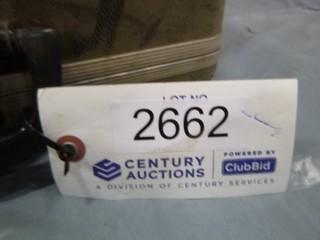 LOT NO
2662
CENTURY AUCTIONS
POWERED BY
ClubBid
A DIVISION OF CENTURY SERVICES